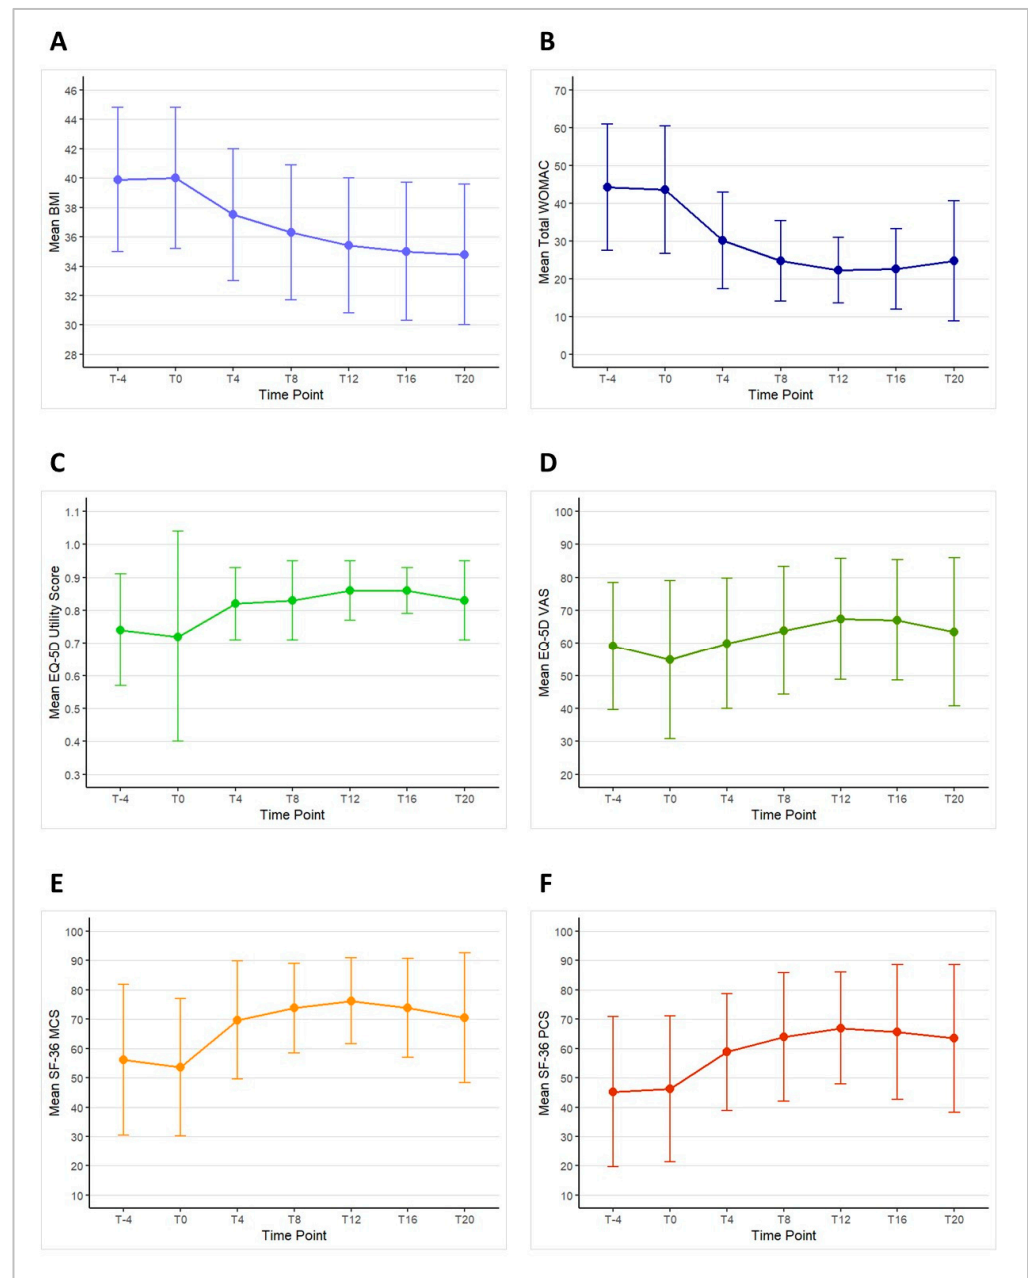 A
46
44
42
40
38
36
34
32
30
28
Mean BMI
T-4 T0 T4 T8 T12 T16 T20
Time Point
B
70
60
50
40
30
20
10
0
Mean Total WOMAC
T-4 T0 T4 T8 T12 T16 T20
Time Point
C
1.1
1.0
0.9
0.8
0.7
0.6
0.5
0.4
0.3
Mean EQ-5D Utility Score
T-4 T0 T4 T8 T12 T16 T20
Time Point
D
100
90
80
70
60
50
40
30
20
Mean EQ-5D VAS
T-4 T0 T4 T8 T12 T16 T20
Time Point
E
100
90
80
70
60
50
40
30
20
10
Mean SF-36 MCS
T-4 T0 T4 T8 T12 T16 T20
Time Point
F
100
90
80
70
60
50
40
30
20
10
Mean SF-36 PCS
T-4 T0 T4 T8 T12 T16 T20
Time Point